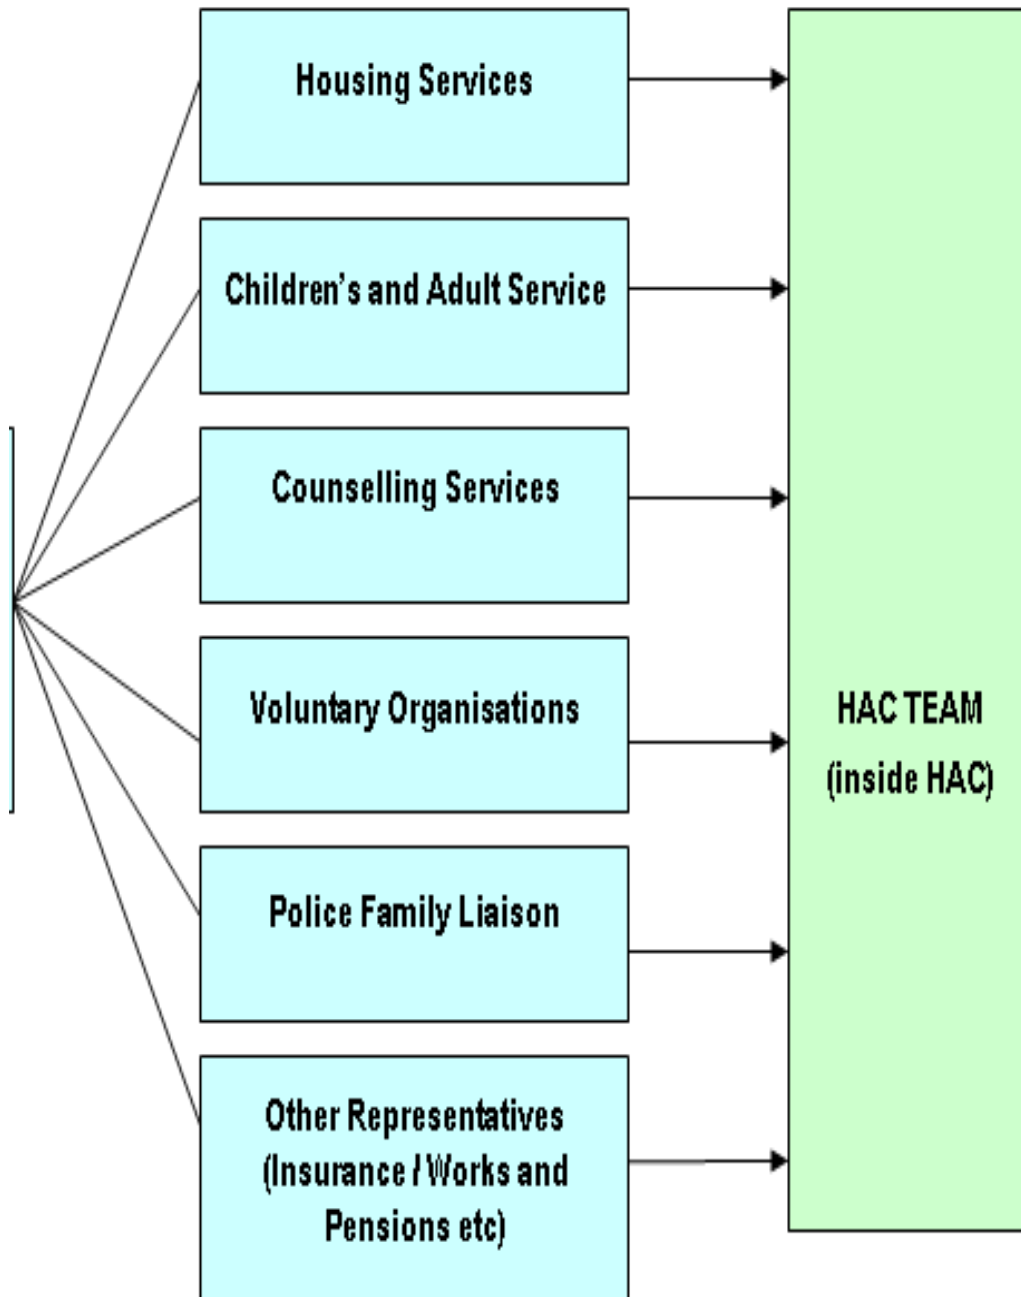 Housing Services
Children's and Adult Service
Counselling Services
Voluntary Organisations
HAC TEAM
(inside HAC)
Police Family Liaison
Other Representatives
(Insurance / Works and
Pensions etc)